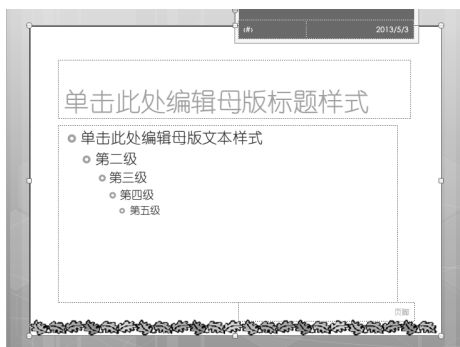 ‹#› 2013/5/3
单击此处编辑母版标题样式
单击此处编辑母版文本样式
第二级
第三级
第四级
第五级
页脚